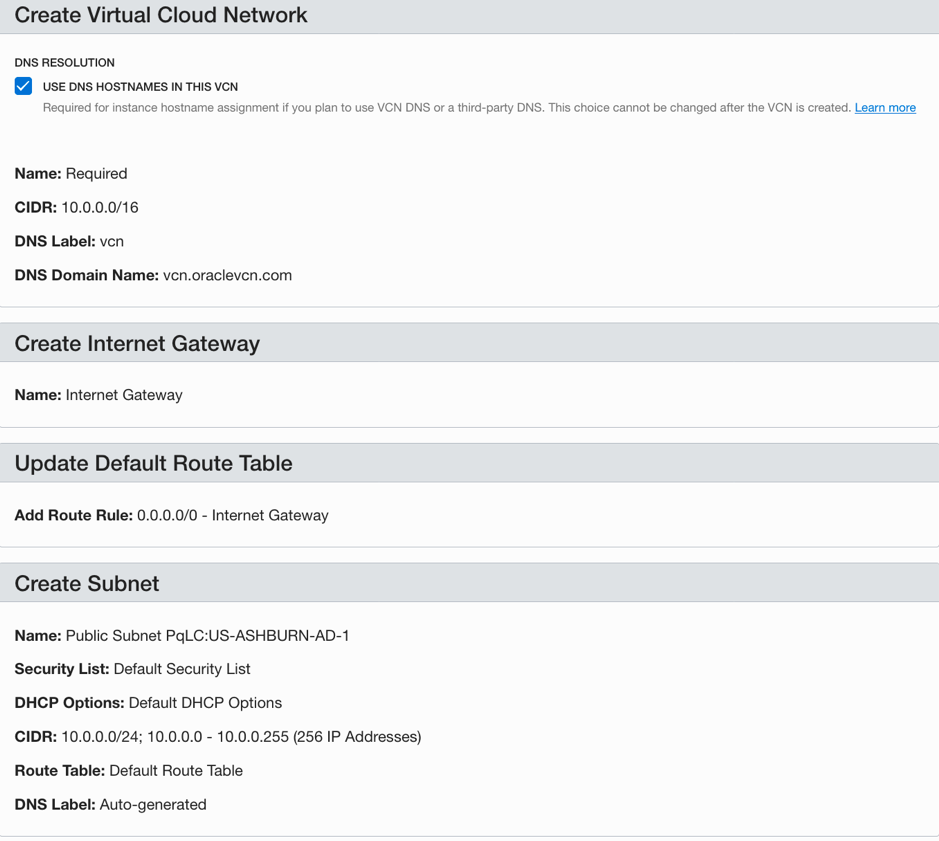 Create Virtual Cloud Network
DNS RESOLUTION
USE DNS HOSTNAMES IN THIS VCN
Required for instance hostname assignment if you plan to use VCN DNS or a third-party DNS. This choice cannot be changed after the VCN is created. Learn more
Name: Required
CIDR: 10.0.0.0/16
DNS Label: vcn
DNS Domain Name: vcn.oraclevcn.com
Create Internet Gateway
Name: Internet Gateway
Update Default Route Table
Add Route Rule: 0.0.0.0/0 - Internet Gateway
Create Subnet
Name: Public Subnet PqLC:US-ASHBURN-AD-1
Security List: Default Security List
DHCP Options: Default DHCP Options
CIDR: 10.0.0.0/24; 10.0.0.0 - 10.0.0.255 (256 IP Addresses)
Route Table: Default Route Table
DNS Label: Auto-generated